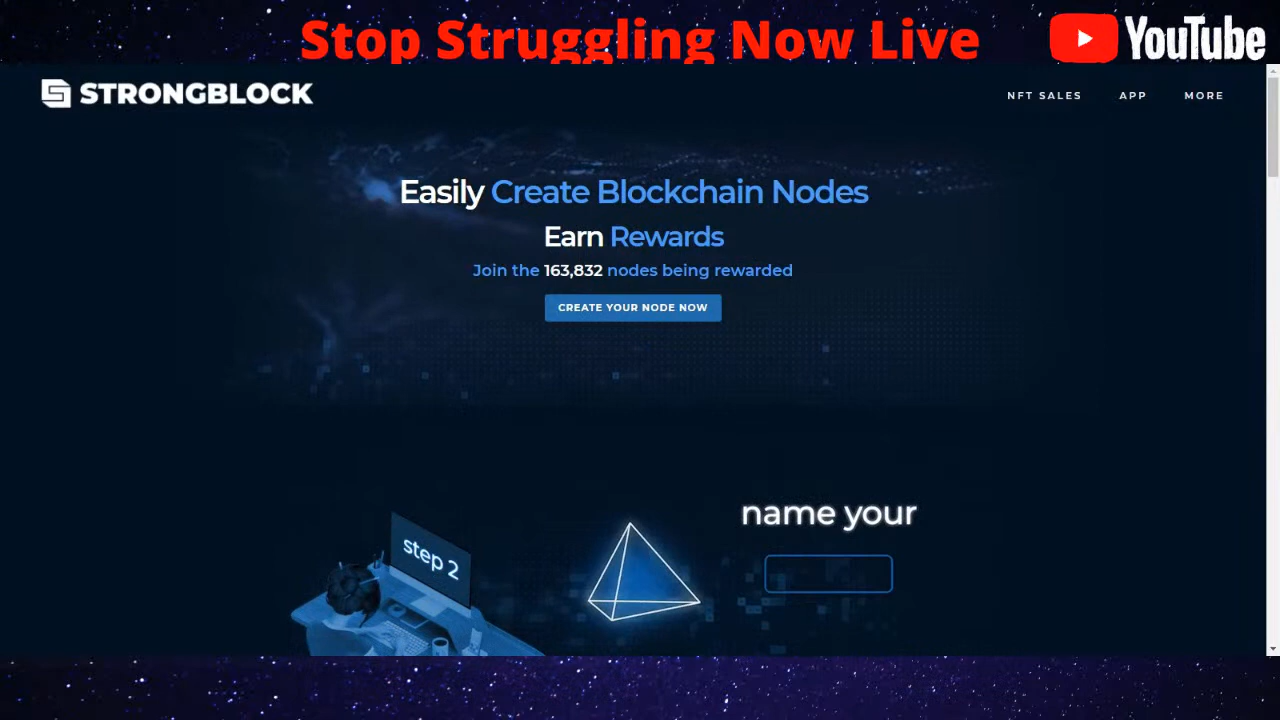 Stop Struggling Now Live
YouTube
STRONGBLOCK
NFT SALES APP MORE
Easily Create Blockchain Nodes
Earn Rewards
Join the 163,832 nodes being rewarded
CREATE YOUR NODE NOW
name your
step 2